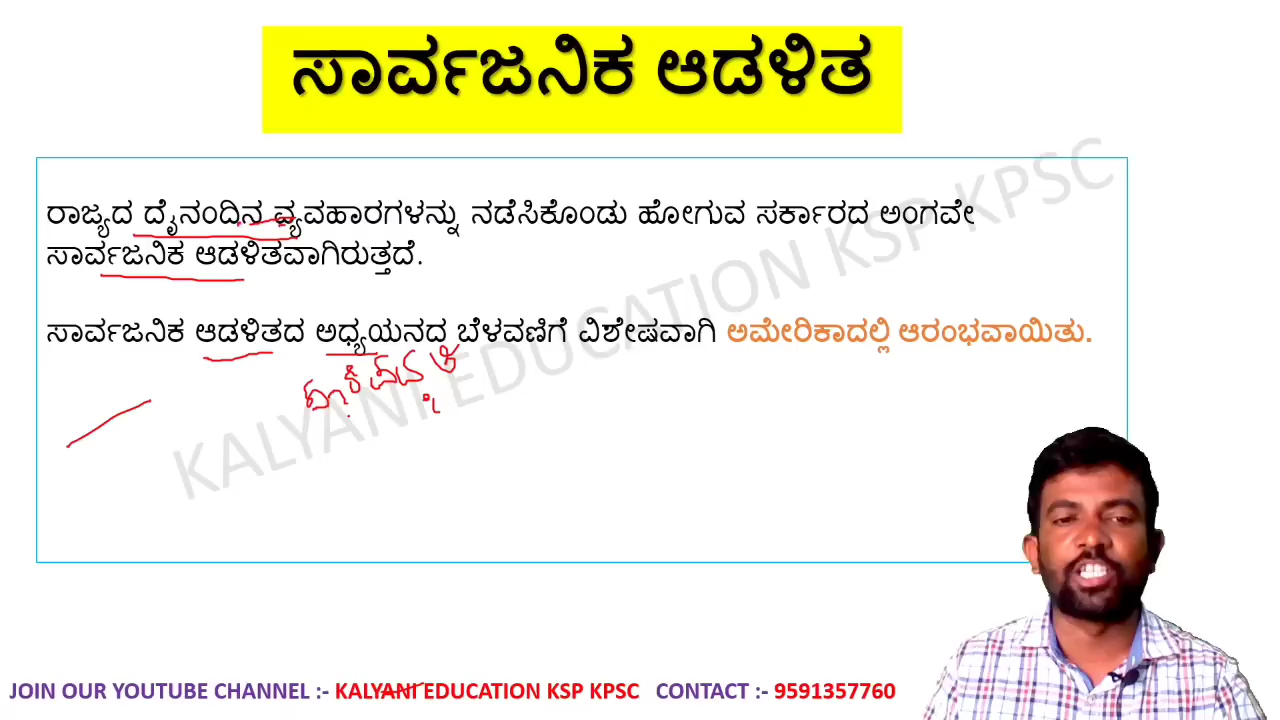 ಸಾರ್ವಜನಿಕ ಆಡಳಿತ
ರಾಜ್ಯದ ದೈನಂದಿನ ವ್ಯವಹಾರಗಳನ್ನು ನಡೆಸಿಕೊಂಡು ಹೋಗುವ ಸರ್ಕಾರದ ಅಂಗವೇ
ಸಾರ್ವಜನಿಕ ಆಡಳಿತವಾಗಿರುತ್ತದೆ.
ಸಾರ್ವಜನಿಕ ಆಡಳಿತದ ಅಧ್ಯಯನದ ಬೆಳವಣಿಗೆ ವಿಶೇಷವಾಗಿ ಅಮೇರಿಕಾದಲ್ಲಿ ಆರಂಭವಾಯಿತು.
KALYANI EDUCATION KSP KPSC
JOIN OUR YOUTUBE CHANNEL :- KALYANI EDUCATION KSP KPSC CONTACT :- 9591357760